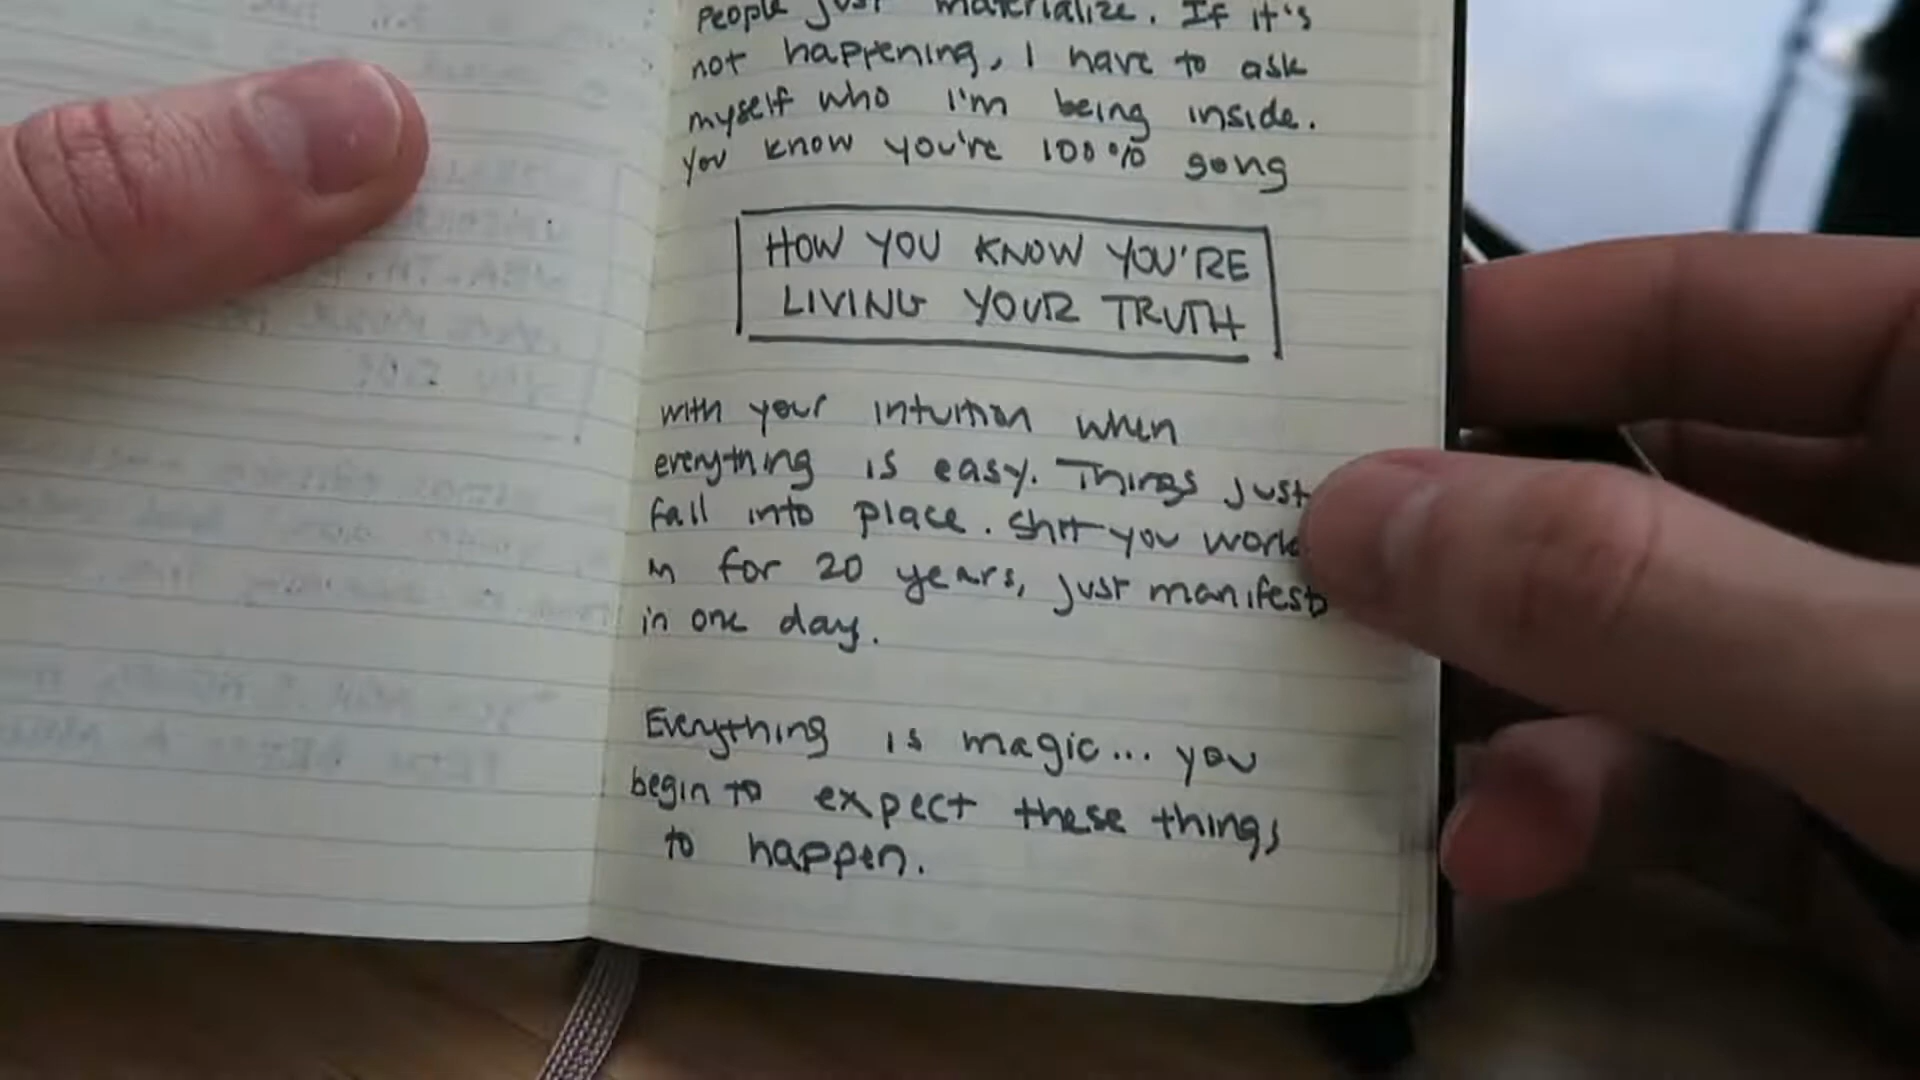 People just materialize. If it's
not happening, I have to ask
myself who I'm being inside.
You know you're 100% gong
HOW YOU KNOW YOU'RE
LIVING YOUR TRUTH
with your intuition when
everything is easy. Things just
fall into place. Shit you work
in for 20 years, just manifests
in one day.
Everything is magic... you
begin to expect these things
to happen.